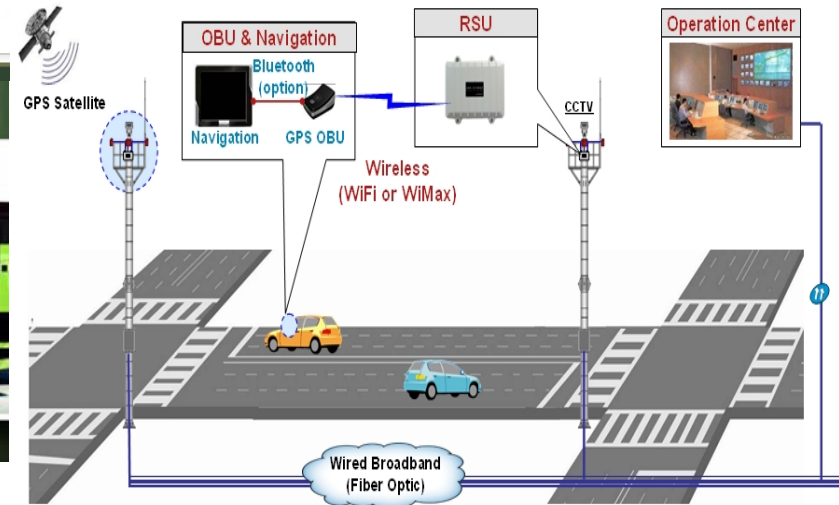 OBU & Navigation
RSU
Operation Center
GPS Satellite
Bluetooth
(option)
Navigation
GPS OBU
CCTV
Wireless
(WiFi or WiMax)
Wired Broadband
(Fiber Optic)